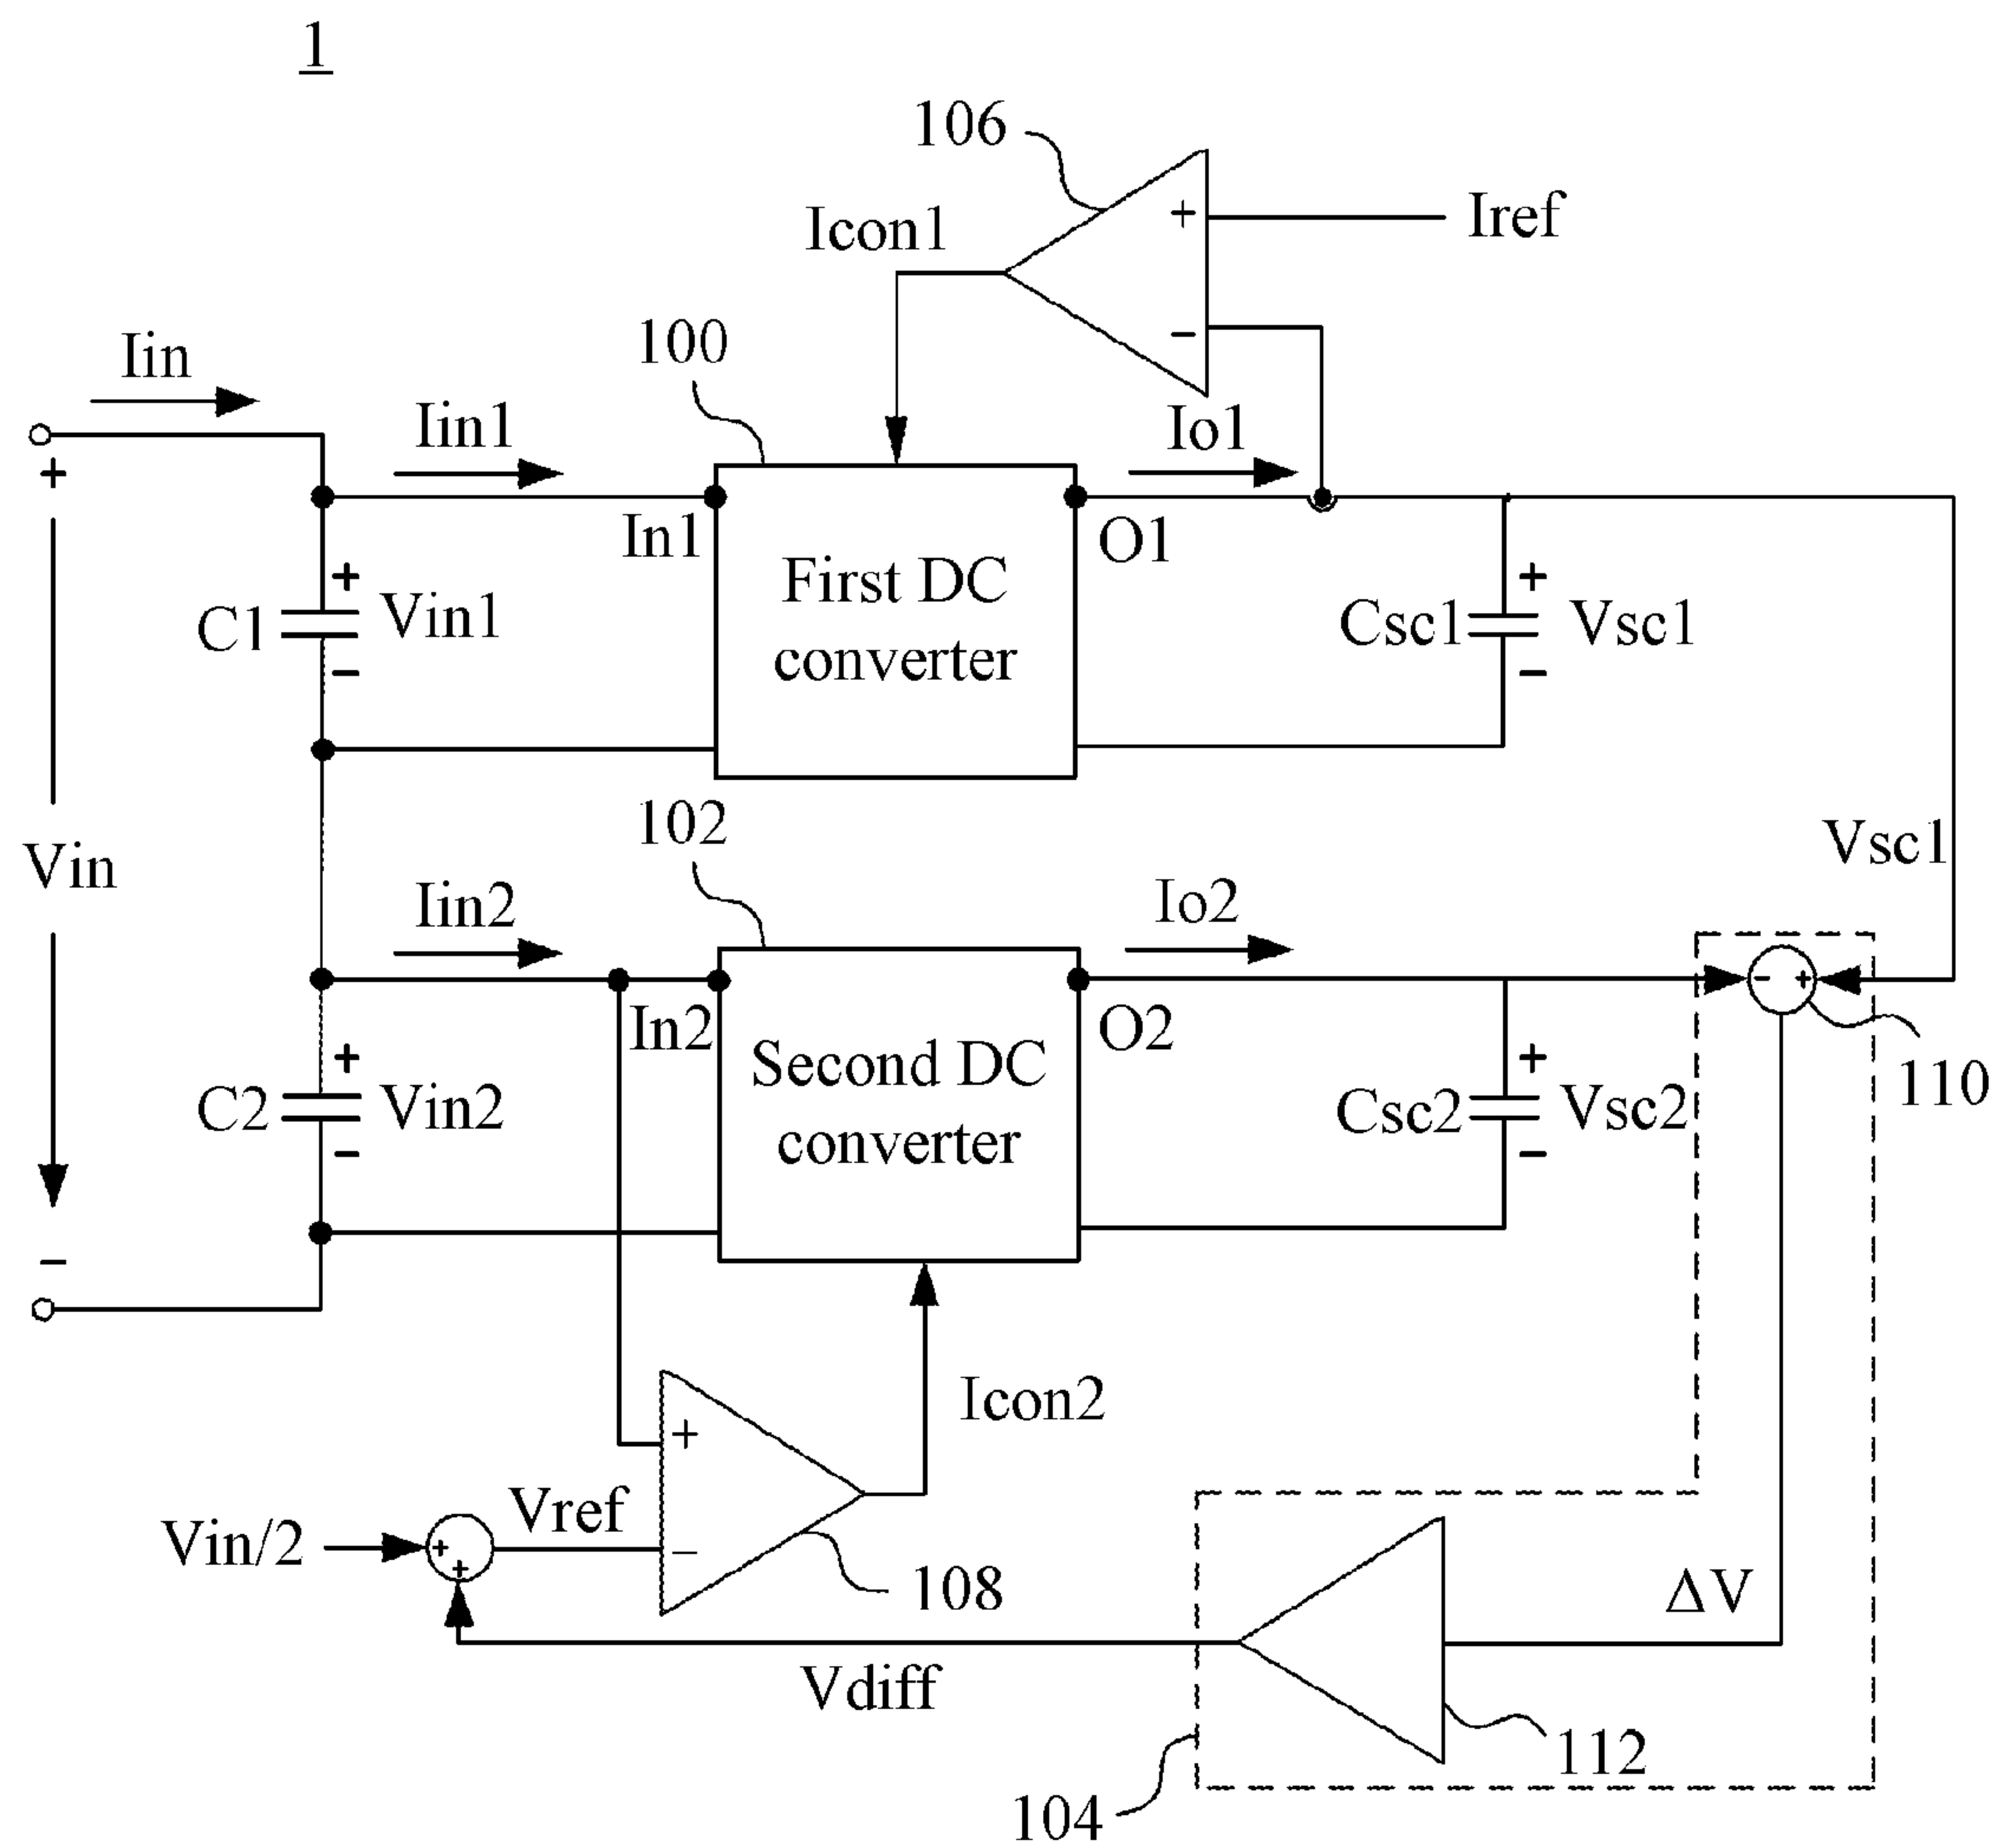 1
106
Iref
+
Icon1
−
100
Iin
Iin1
Io1
+
In1
O1
First DC
converter
C1
+
Vin1
−
Csc1
+
Vsc1
−
102
Vsc1
Vin
Iin2
Io2
In2
O2
−
+
110
Second DC
converter
C2
+
Vin2
−
Csc2
+
Vsc2
−
−
Icon2
+
Vref
−
Vin/2
+
+
108
ΔV
Vdiff
112
104